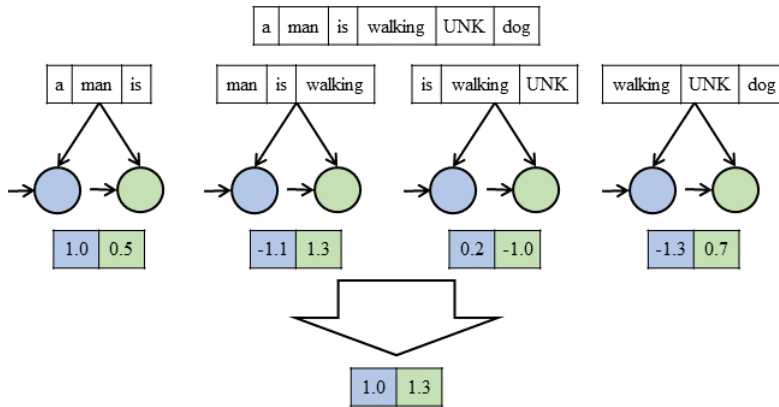 a man is walking UNK dog
a man is man is walking is walking UNK walking UNK dog
1.0 0.5 -1.1 1.3 0.2 -1.0 -1.3 0.7
1.0 1.3